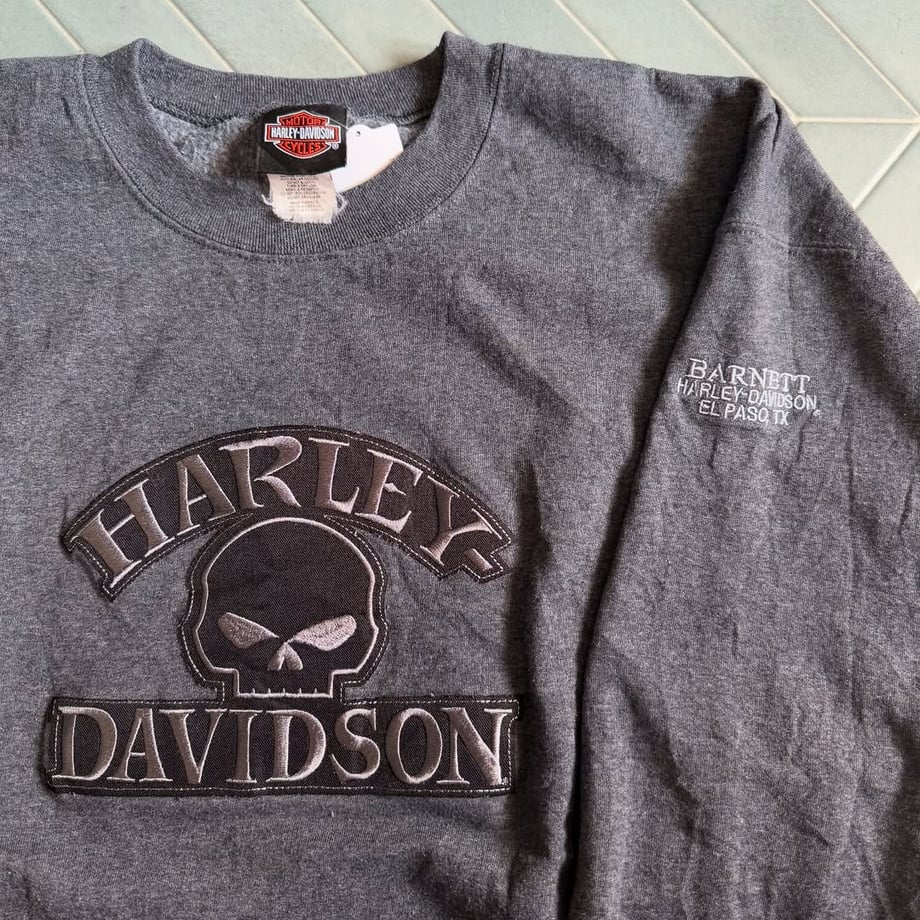 MOTOR
HARLEY-DAVIDSON
CYCLES
BARNETT
HARLEY-DAVIDSON
EL PASO, TX
HARLEY-
DAVIDSON